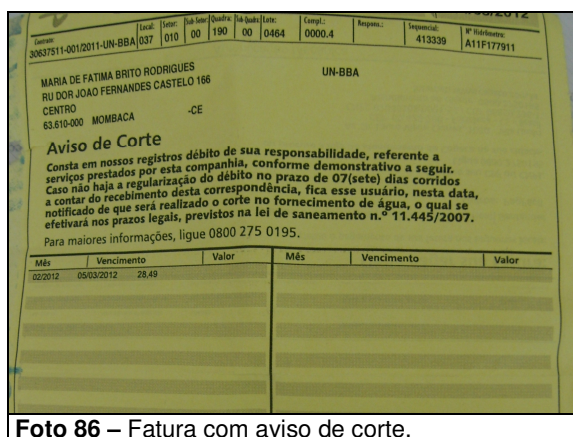 2012
Contrato: Local: Setor: Sub-Setor: Quadra: Sub-Quadra: Lote: Compl.: Respons.: Sequencial: Nº Hidrômetro:
30637511-001/2011-UN-BBA 037 010 00 190 00 0464 0000.4 413339 A11F177911
MARIA DE FATIMA BRITO RODRIGUES UN-BBA
RU DOR JOAO FERNANDES CASTELO 166
CENTRO
63.610-000 MOMBACA -CE
Aviso de Corte
Consta em nossos registros débito de sua responsabilidade, referente a
serviços prestados por esta companhia, conforme demonstrativo a seguir.
Caso não haja a regularização do débito no prazo de 07(sete) dias corridos
a contar do recebimento desta correspondência, fica esse usuário, nesta data,
notificado de que será realizado o corte no fornecimento de água, o qual se
efetivará nos prazos legais, previstos na lei de saneamento n.º 11.445/2007.
Para maiores informações, ligue 0800 275 0195.
Mês Vencimento Valor Mês Vencimento Valor
02/2012 05/03/2012 28,49
Foto 86 – Fatura com aviso de corte.